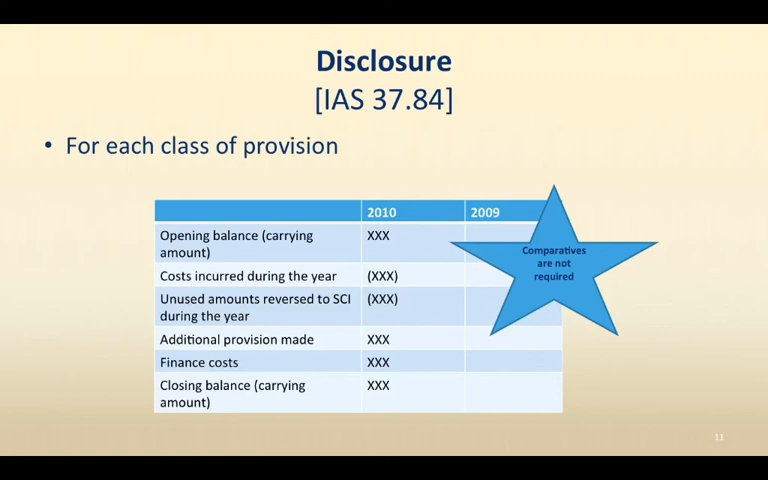 Disclosure
[IAS 37.84]
• For each class of provision
2010 2009
Opening balance (carrying amount) XXX
Costs incurred during the year (XXX)
Unused amounts reversed to SCI during the year (XXX)
Additional provision made XXX
Finance costs XXX
Closing balance (carrying amount) XXX
Comparatives
are not
required
11